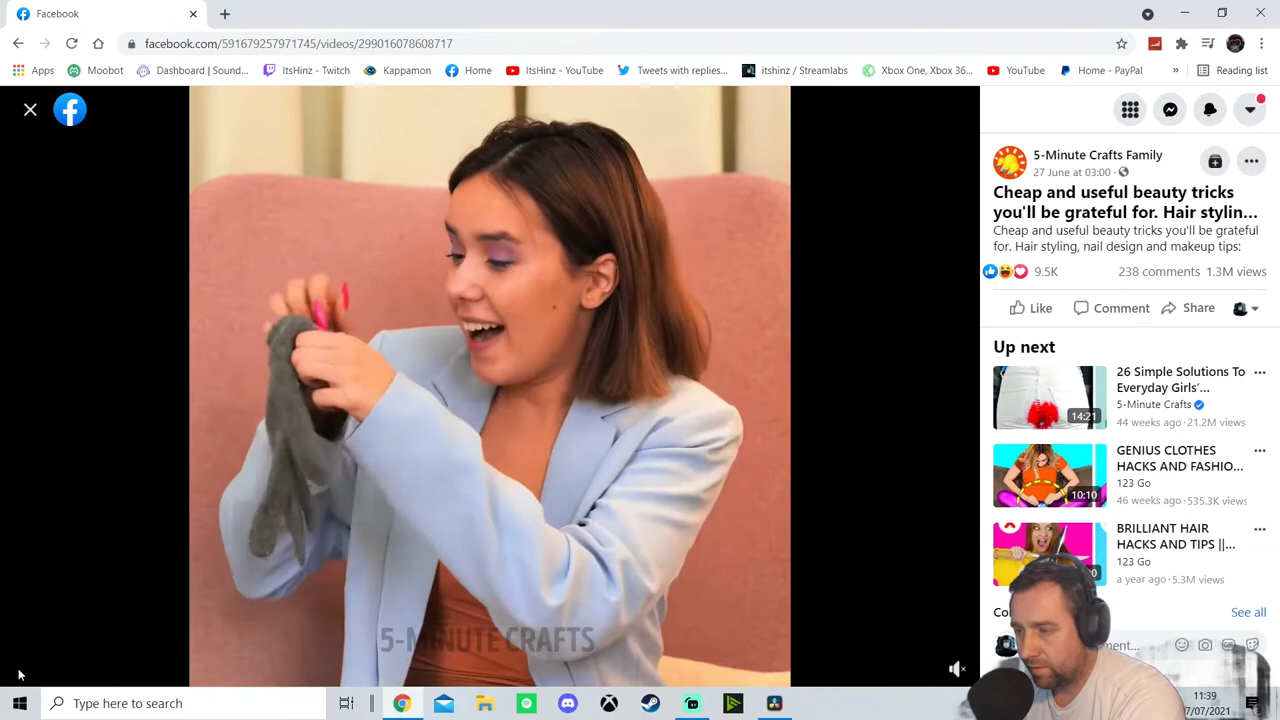 Facebook
facebook.com/591679257971745/videos/299016078608717
Apps
Moobot
Dashboard | Sound...
ItsHinz - Twitch
Kappamon
Home
ItsHinz - YouTube
Tweets with replies...
itshinz / Streamlabs
Xbox One, Xbox 36...
YouTube
Home - PayPal
»
Reading list
5-Minute Crafts Family
27 June at 03:00 ·
Cheap and useful beauty tricks
you'll be grateful for. Hair stylin...
Cheap and useful beauty tricks you'll be grateful
for. Hair styling, nail design and makeup tips:
9.5K
238 comments 1.3M views
Like
Comment
Share
Up next
26 Simple Solutions To
Everyday Girls'...
5-Minute Crafts
44 weeks ago · 21.2M views
14:21
GENIUS CLOTHES
HACKS AND FASHIO...
123 Go
46 weeks ago · 535.3K views
10:10
BRILLIANT HAIR
HACKS AND TIPS ||...
123 Go
a year ago · 5.3M views
See all
5-MINUTE CRAFTS
Type here to search
11:39